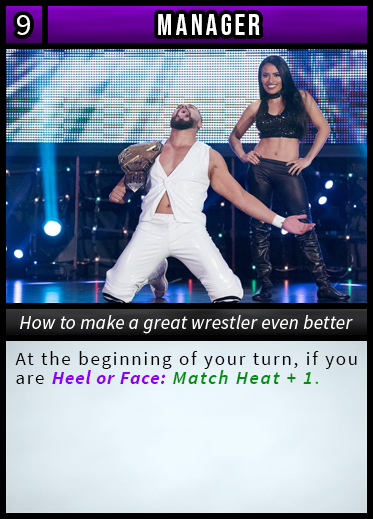 9
MANAGER
How to make a great wrestler even better
At the beginning of your turn, if you
are Heel or Face: Match Heat + 1.